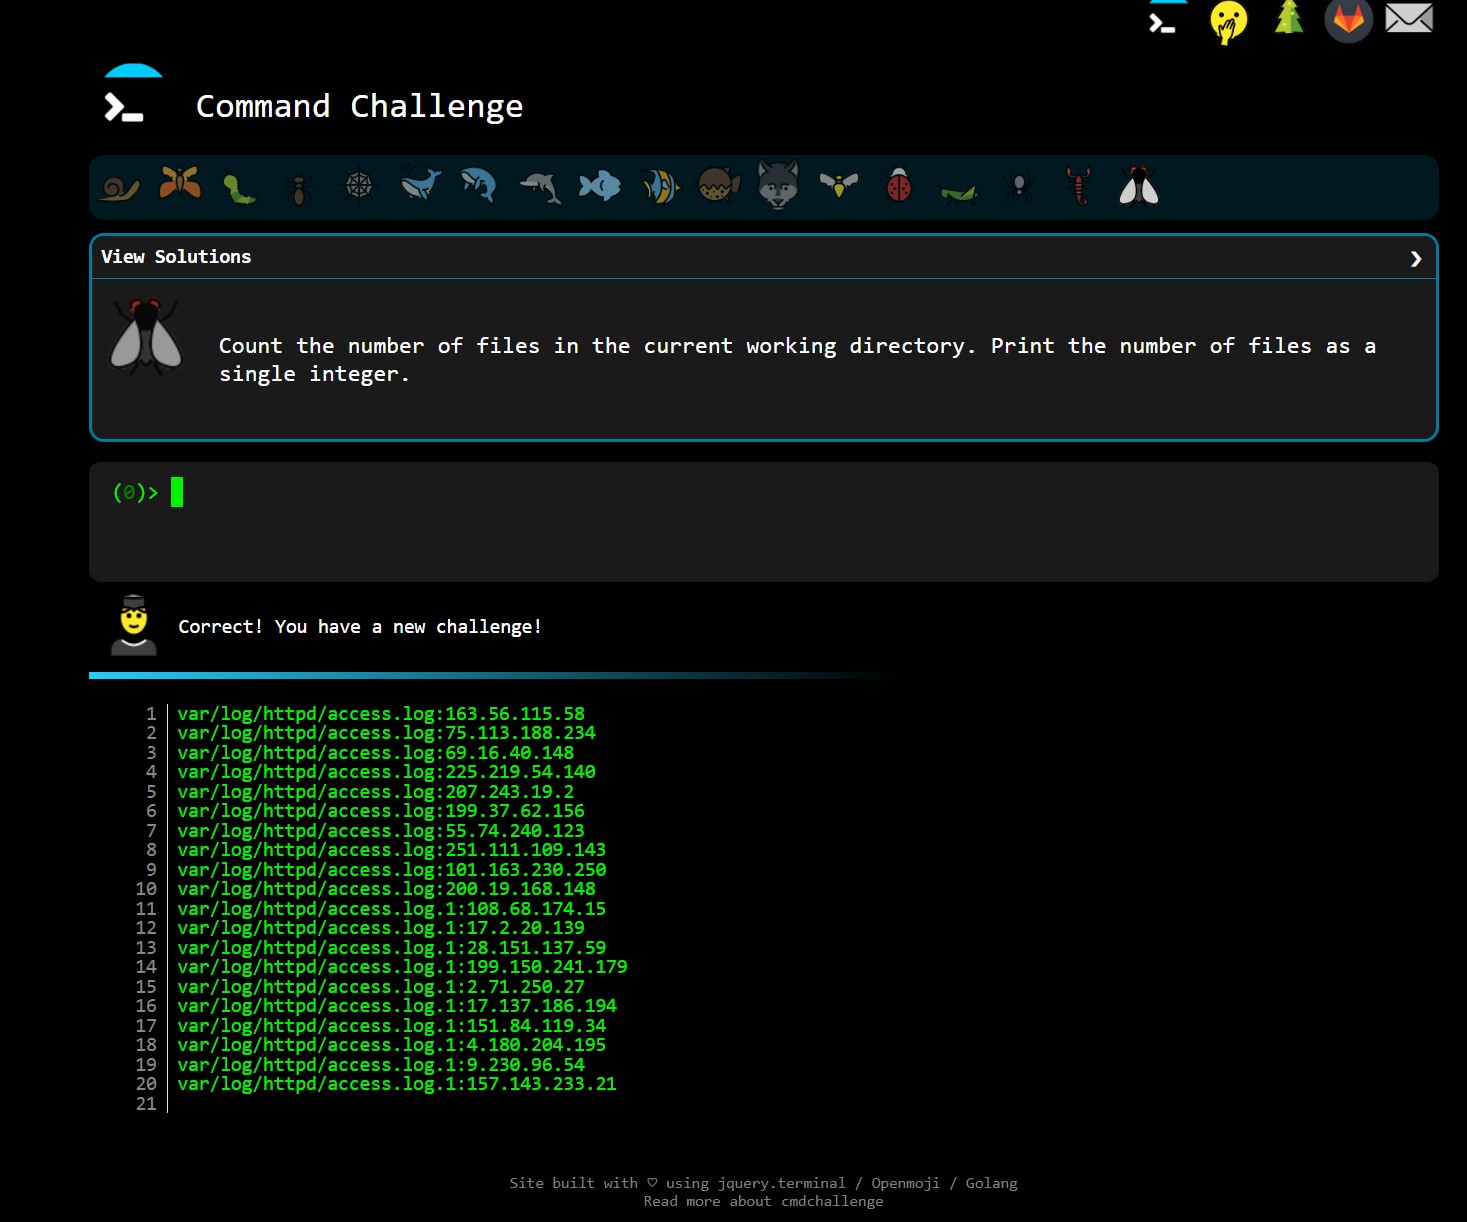 Command Challenge
View Solutions
Count the number of files in the current working directory. Print the number of files as a
single integer.
(0)>
Correct! You have a new challenge!
1 var/log/httpd/access.log:163.56.115.58
2 var/log/httpd/access.log:75.113.188.234
3 var/log/httpd/access.log:69.16.40.148
4 var/log/httpd/access.log:225.219.54.140
5 var/log/httpd/access.log:207.243.19.2
6 var/log/httpd/access.log:199.37.62.156
7 var/log/httpd/access.log:55.74.240.123
8 var/log/httpd/access.log:251.111.109.143
9 var/log/httpd/access.log:101.163.230.250
10 var/log/httpd/access.log:200.19.168.148
11 var/log/httpd/access.log.1:108.68.174.15
12 var/log/httpd/access.log.1:17.2.20.139
13 var/log/httpd/access.log.1:28.151.137.59
14 var/log/httpd/access.log.1:199.150.241.179
15 var/log/httpd/access.log.1:2.71.250.27
16 var/log/httpd/access.log.1:17.137.186.194
17 var/log/httpd/access.log.1:151.84.119.34
18 var/log/httpd/access.log.1:4.180.204.195
19 var/log/httpd/access.log.1:9.230.96.54
20 var/log/httpd/access.log.1:157.143.233.21
21
Site built with ♡ using jquery.terminal / Openmoji / Golang
Read more about cmdchallenge